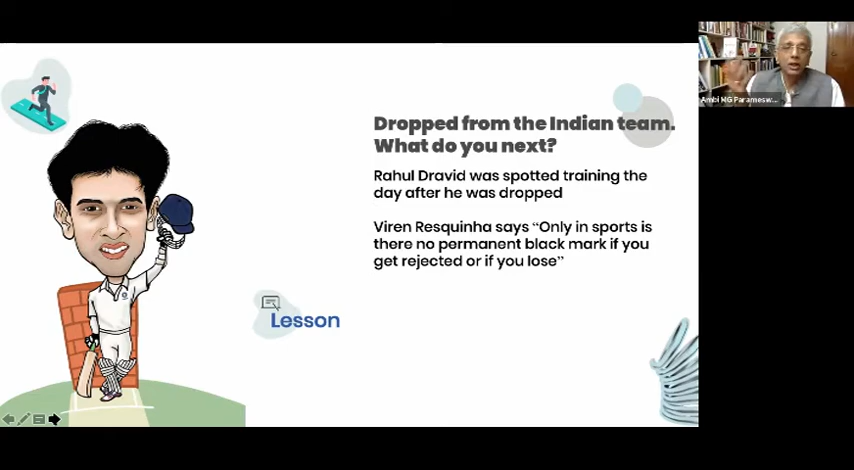 Ambi MG Paramesw...
Dropped from the Indian team.
What do you next?
Rahul Dravid was spotted training the
day after he was dropped
Viren Resquinha says “Only in sports is
there no permanent black mark if you
get rejected or if you lose”
Lesson